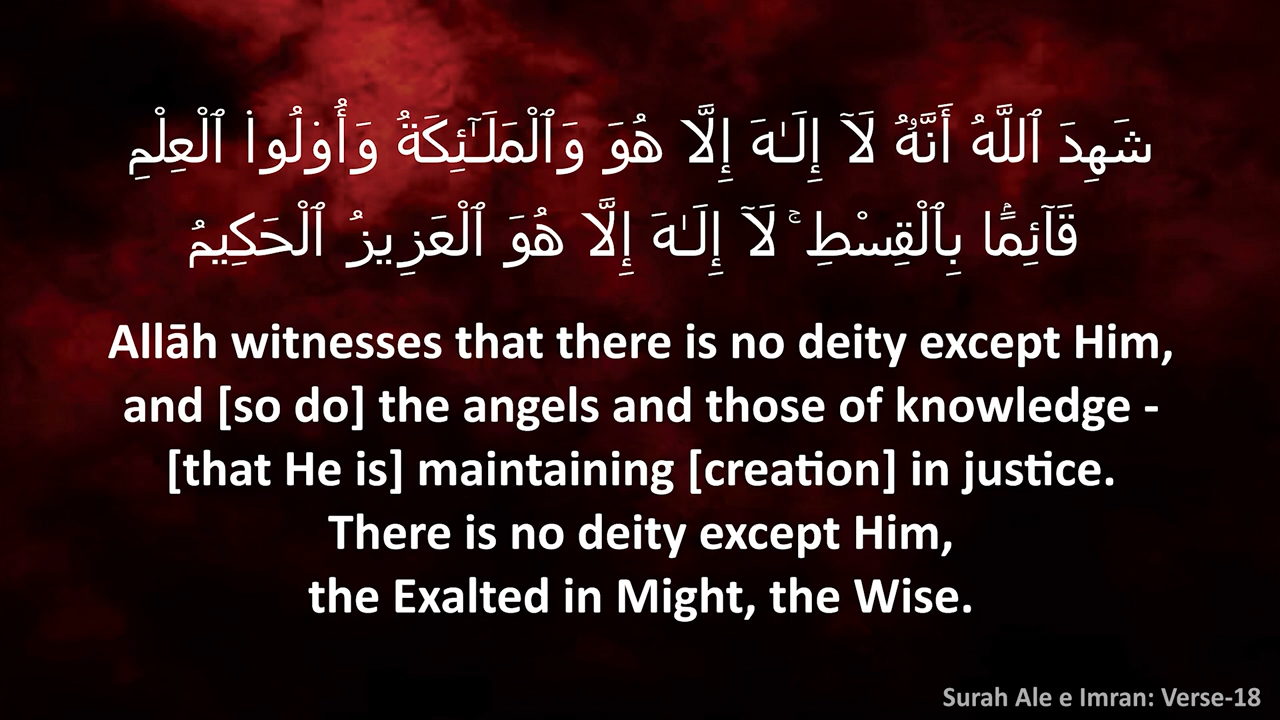 شَهِدَ ٱللَّهُ أَنَّهُۥ لَآ إِلَـٰهَ إِلَّا هُوَ وَٱلْمَلَـٰٓئِكَةُ وَأُو۟لُوا۟ ٱلْعِلْمِ
قَآئِمًۢا بِٱلْقِسْطِ ۚ لَآ إِلَـٰهَ إِلَّا هُوَ ٱلْعَزِيزُ ٱلْحَكِيمُ
Allāh witnesses that there is no deity except Him,
and [so do] the angels and those of knowledge -
[that He is] maintaining [creation] in justice.
There is no deity except Him,
the Exalted in Might, the Wise.
Surah Ale e Imran: Verse-18